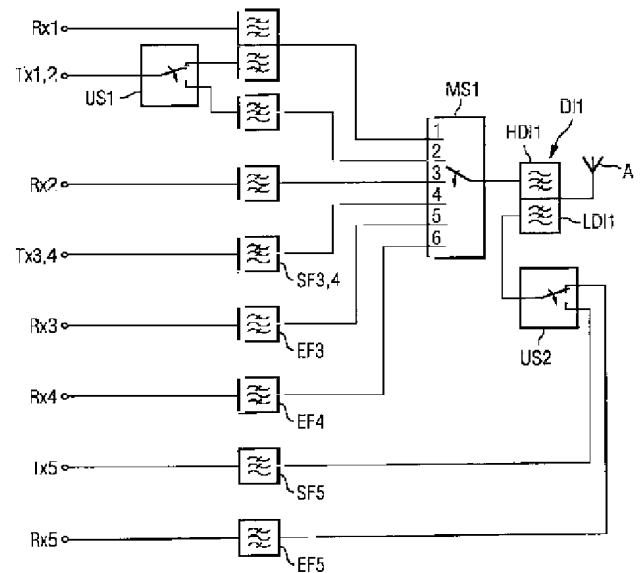 Rx1
Tx1,2
US1
MS1
1
2
3
4
5
6
HDI1
DI1
A
LDI1
Rx2
Tx3,4
SF3,4
US2
Rx3
EF3
Rx4
EF4
Tx5
SF5
Rx5
EF5